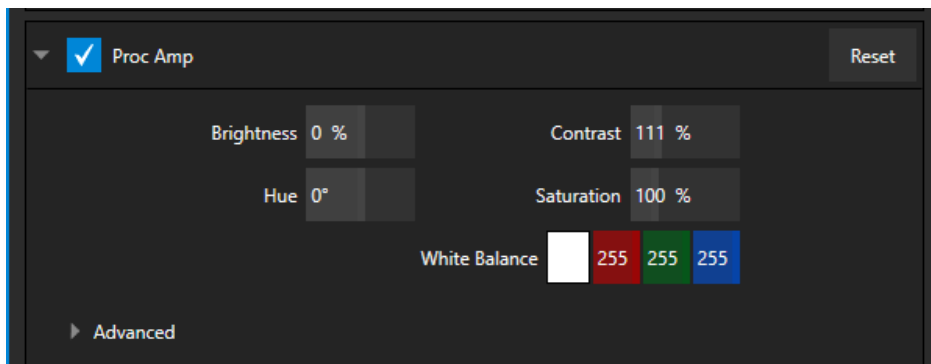 Proc Amp Reset
Brightness 0 % Contrast 111 %
Hue 0° Saturation 100 %
White Balance 255 255 255
Advanced